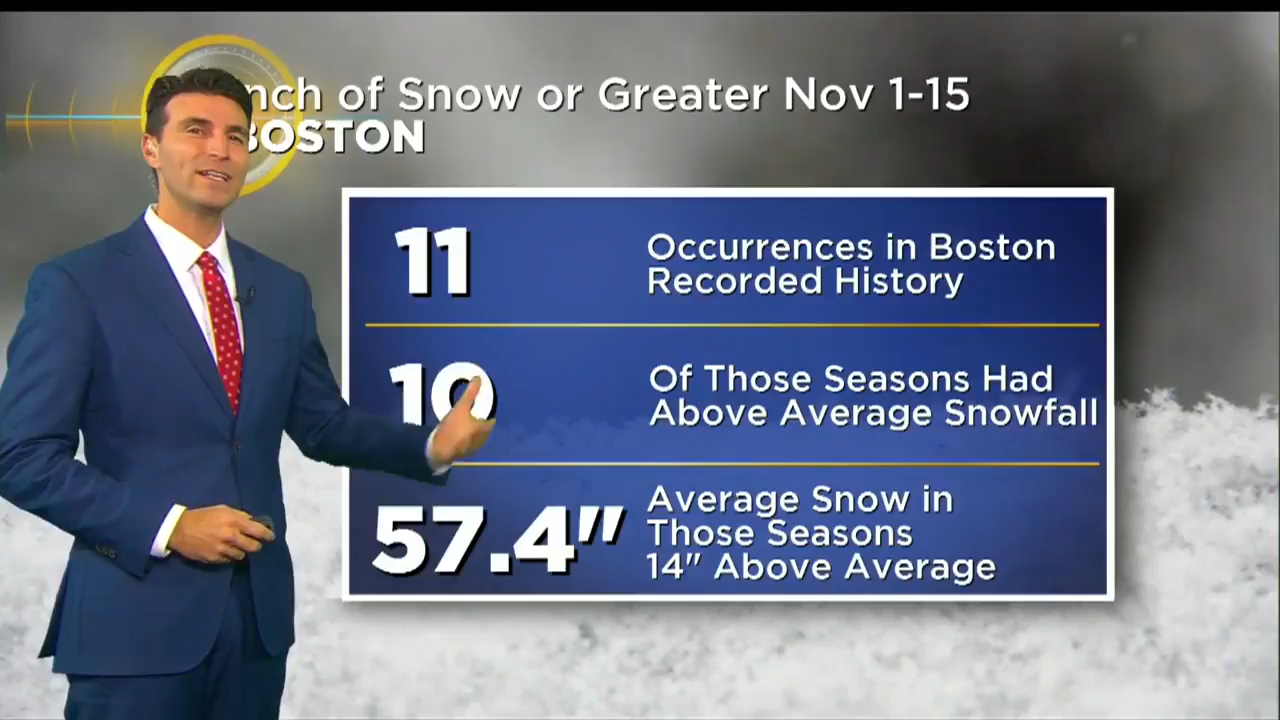 nch of Snow or Greater Nov 1-15
BOSTON
11
Occurrences in Boston
Recorded History
10
Of Those Seasons Had
Above Average Snowfall
57.4"
Average Snow in
Those Seasons
14" Above Average